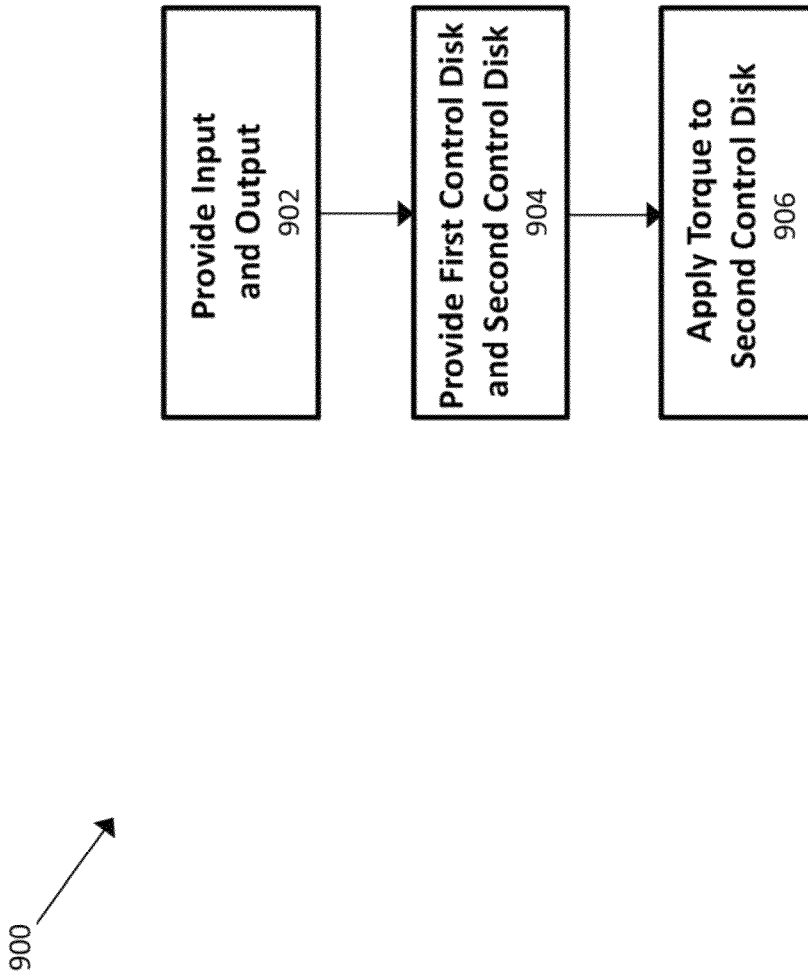 900
Provide Input
and Output
902
Provide First Control Disk
and Second Control Disk
904
Apply Torque to
Second Control Disk
906